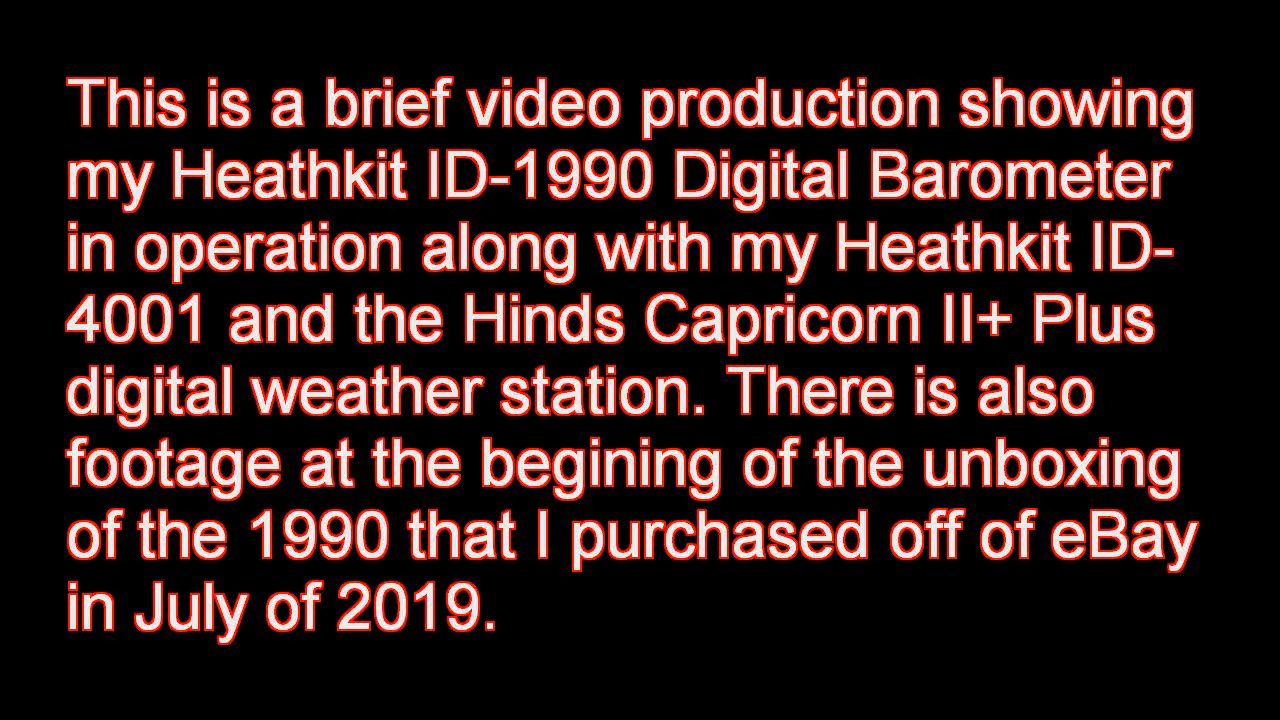 This is a brief video production showing
my Heathkit ID-1990 Digital Barometer
in operation along with my Heathkit ID-
4001 and the Hinds Capricorn II+ Plus
digital weather station. There is also
footage at the begining of the unboxing
of the 1990 that I purchased off of eBay
in July of 2019.